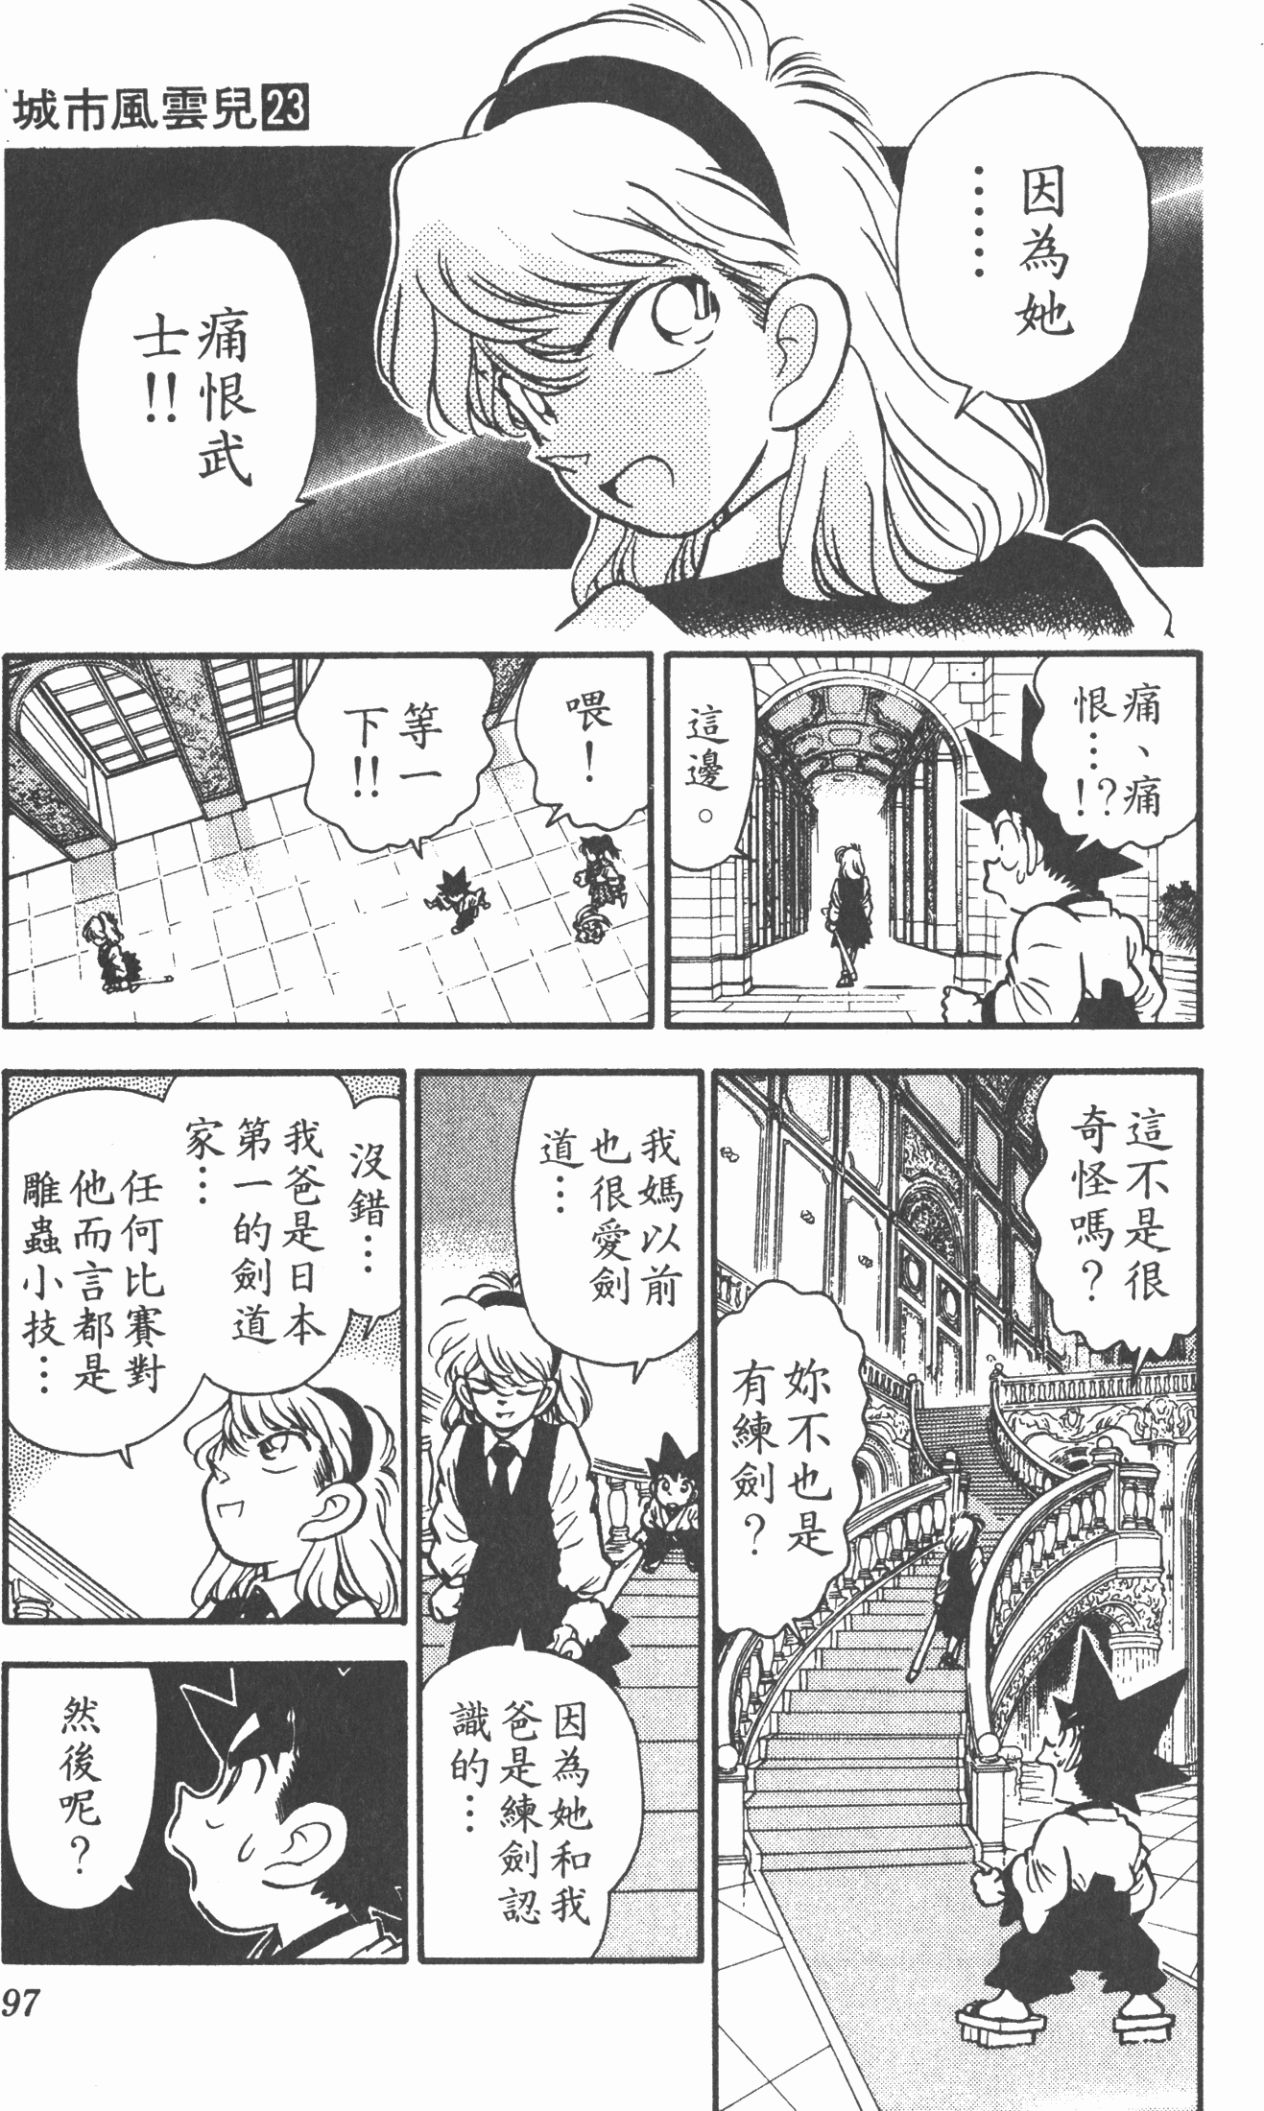 城市風雲兒23
因為她
⋯⋯
痛恨武
士!!
痛、痛
恨⋯!?
這邊。
喂!
等一
下!!
這不是很
奇怪嗎?
妳不也是
有練劍?
我媽以前
也很愛劍
道⋯
因為她和我
爸是練劍認
識的⋯
沒錯⋯
我爸是日本
第一的劍道
家⋯
任何比賽對
他而言都是
雕蟲小技⋯
然後呢?
97